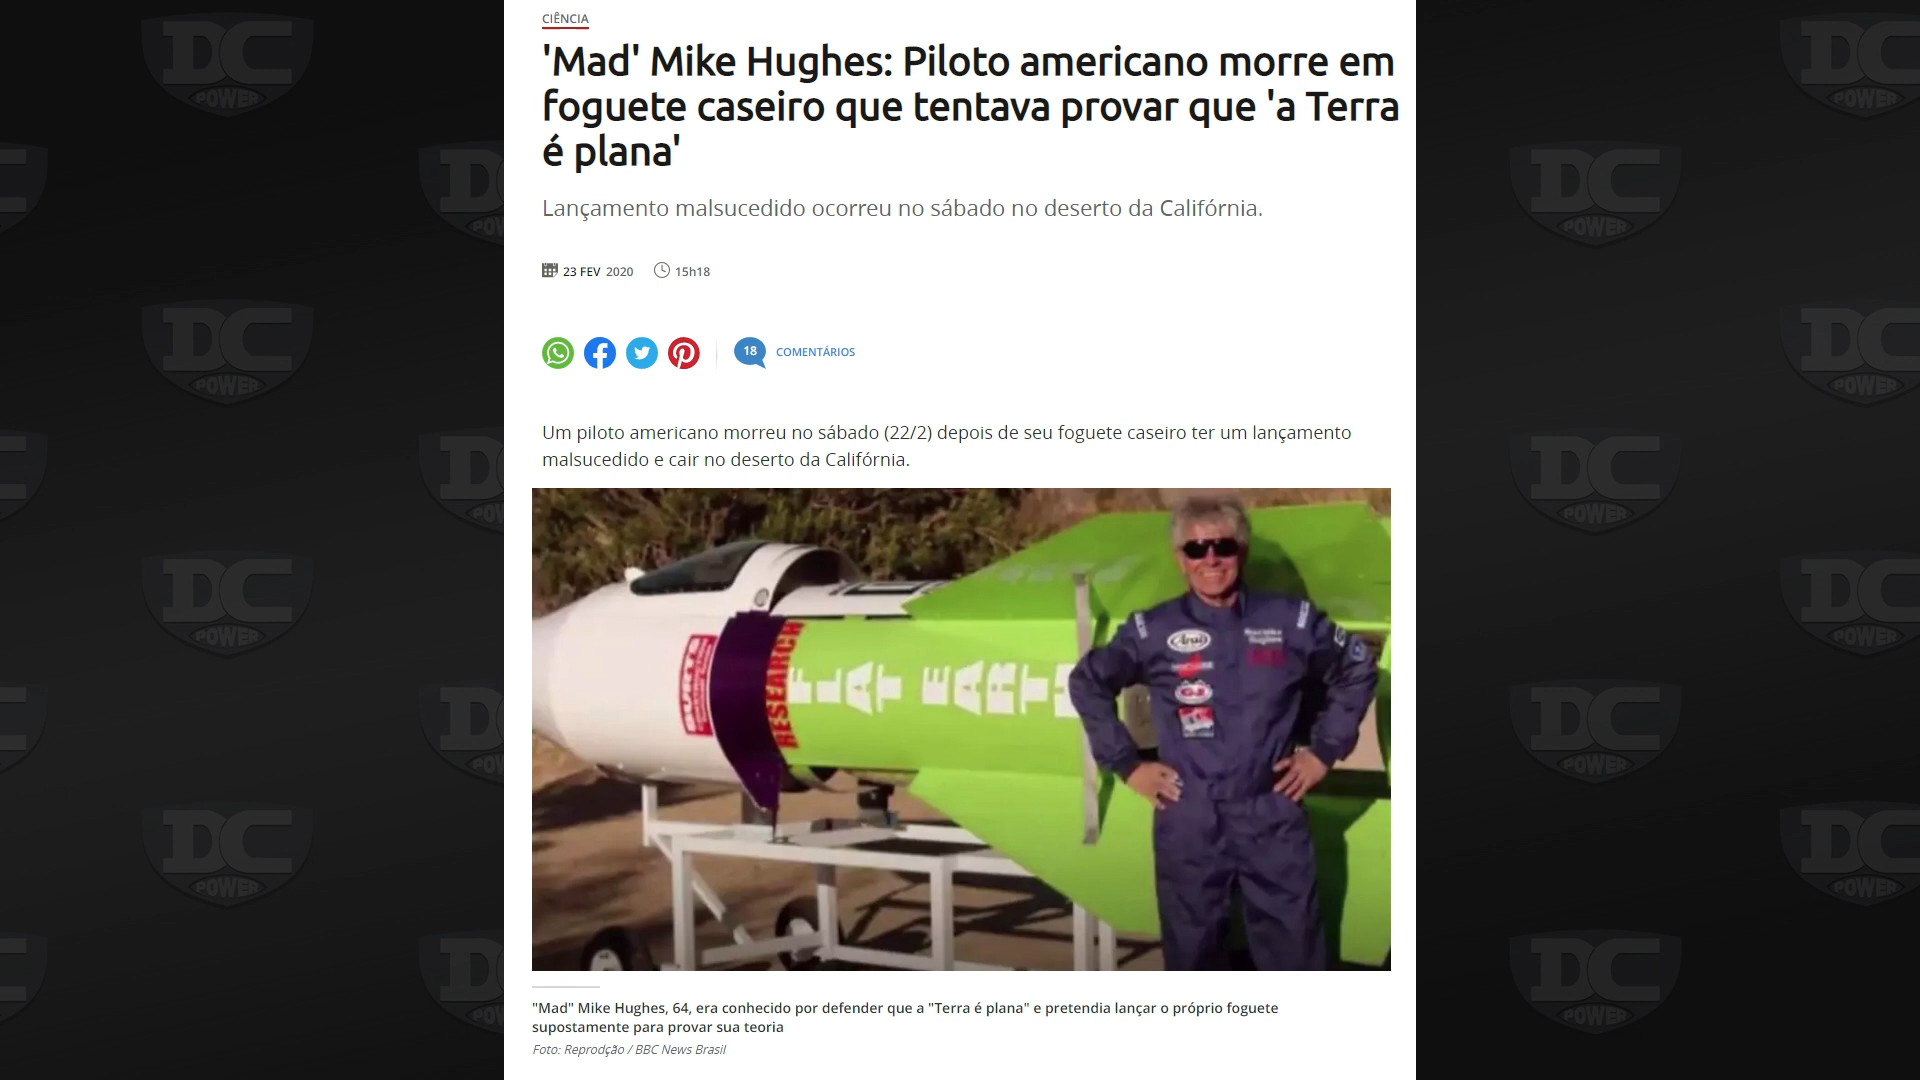 CIÊNCIA
'Mad' Mike Hughes: Piloto americano morre em
foguete caseiro que tentava provar que 'a Terra
é plana'
Lançamento malsucedido ocorreu no sábado no deserto da Califórnia.
23 FEV 2020 15h18
18 COMENTÁRIOS
Um piloto americano morreu no sábado (22/2) depois de seu foguete caseiro ter um lançamento
malsucedido e cair no deserto da Califórnia.
RESEARCH
FLAT EARTH
"Mad" Mike Hughes, 64, era conhecido por defender que a "Terra é plana" e pretendia lançar o próprio foguete
supostamente para provar sua teoria
Foto: Reprodção / BBC News Brasil
DC
POWER